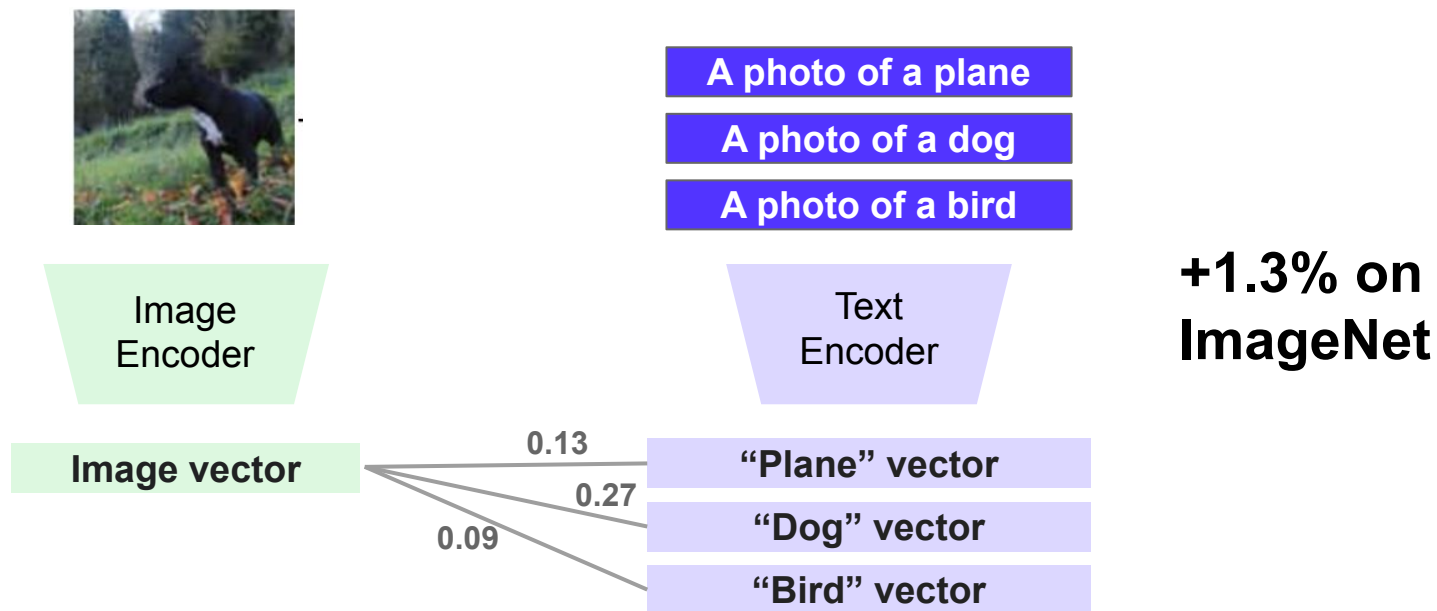 A photo of a plane
A photo of a dog
A photo of a bird
Image
Encoder
Text
Encoder
+1.3% on
ImageNet
Image vector
0.13
0.27
0.09
“Plane” vector
“Dog” vector
“Bird” vector